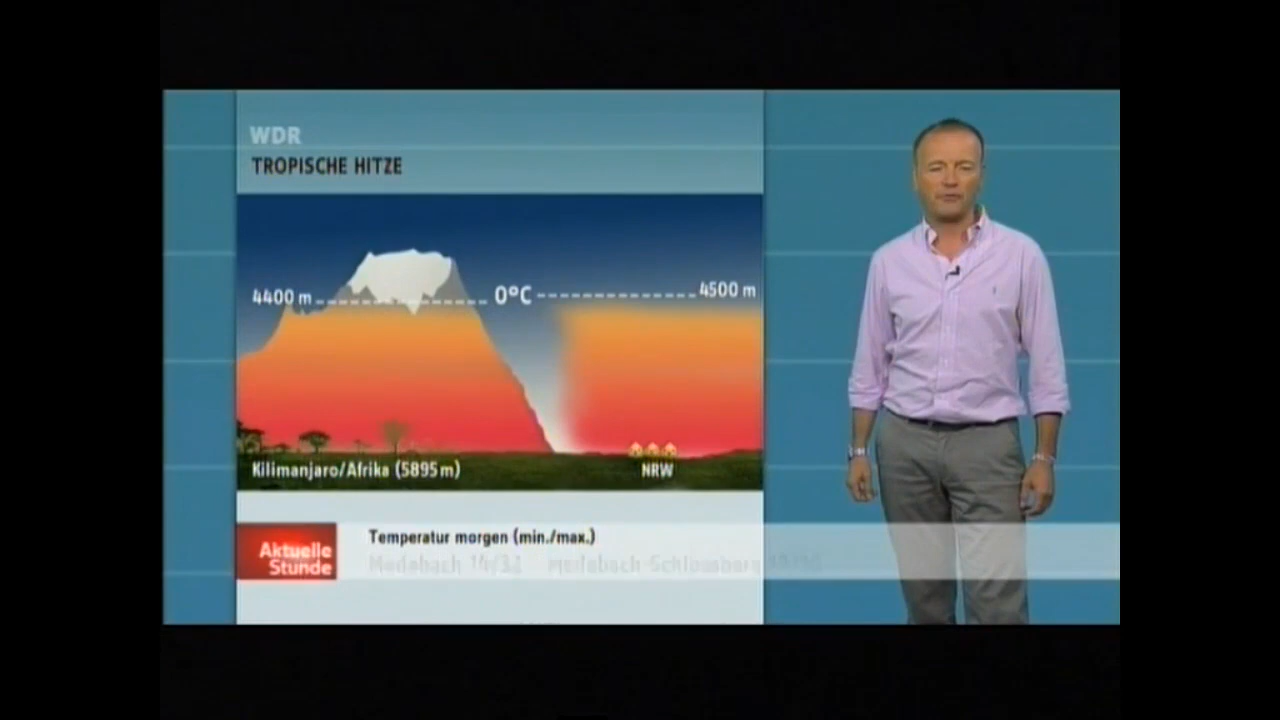 WDR
TROPISCHE HITZE
4400 m
0°C
4500 m
Kilimanjaro/Afrika (5895 m)
NRW
Aktuelle
Stunde
Temperatur morgen (min./max.)